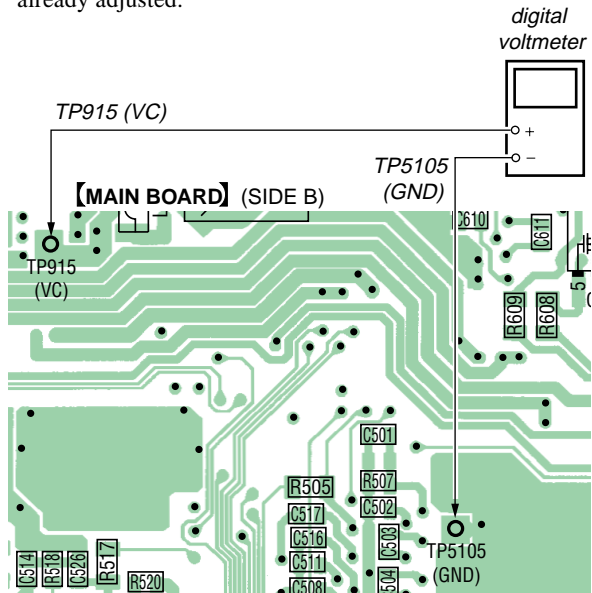 already adjusted.
digital
voltmeter
TP915 (VC)
+
−
TP5105
(GND)
【MAIN BOARD】 (SIDE B)
C610
C611
TP915
(VC)
5
R609
R608
C501
R505
R507
C517
C502
C516
C503
TP5105
(GND)
C514
R518
C526
R517
R520
C511
C508
504